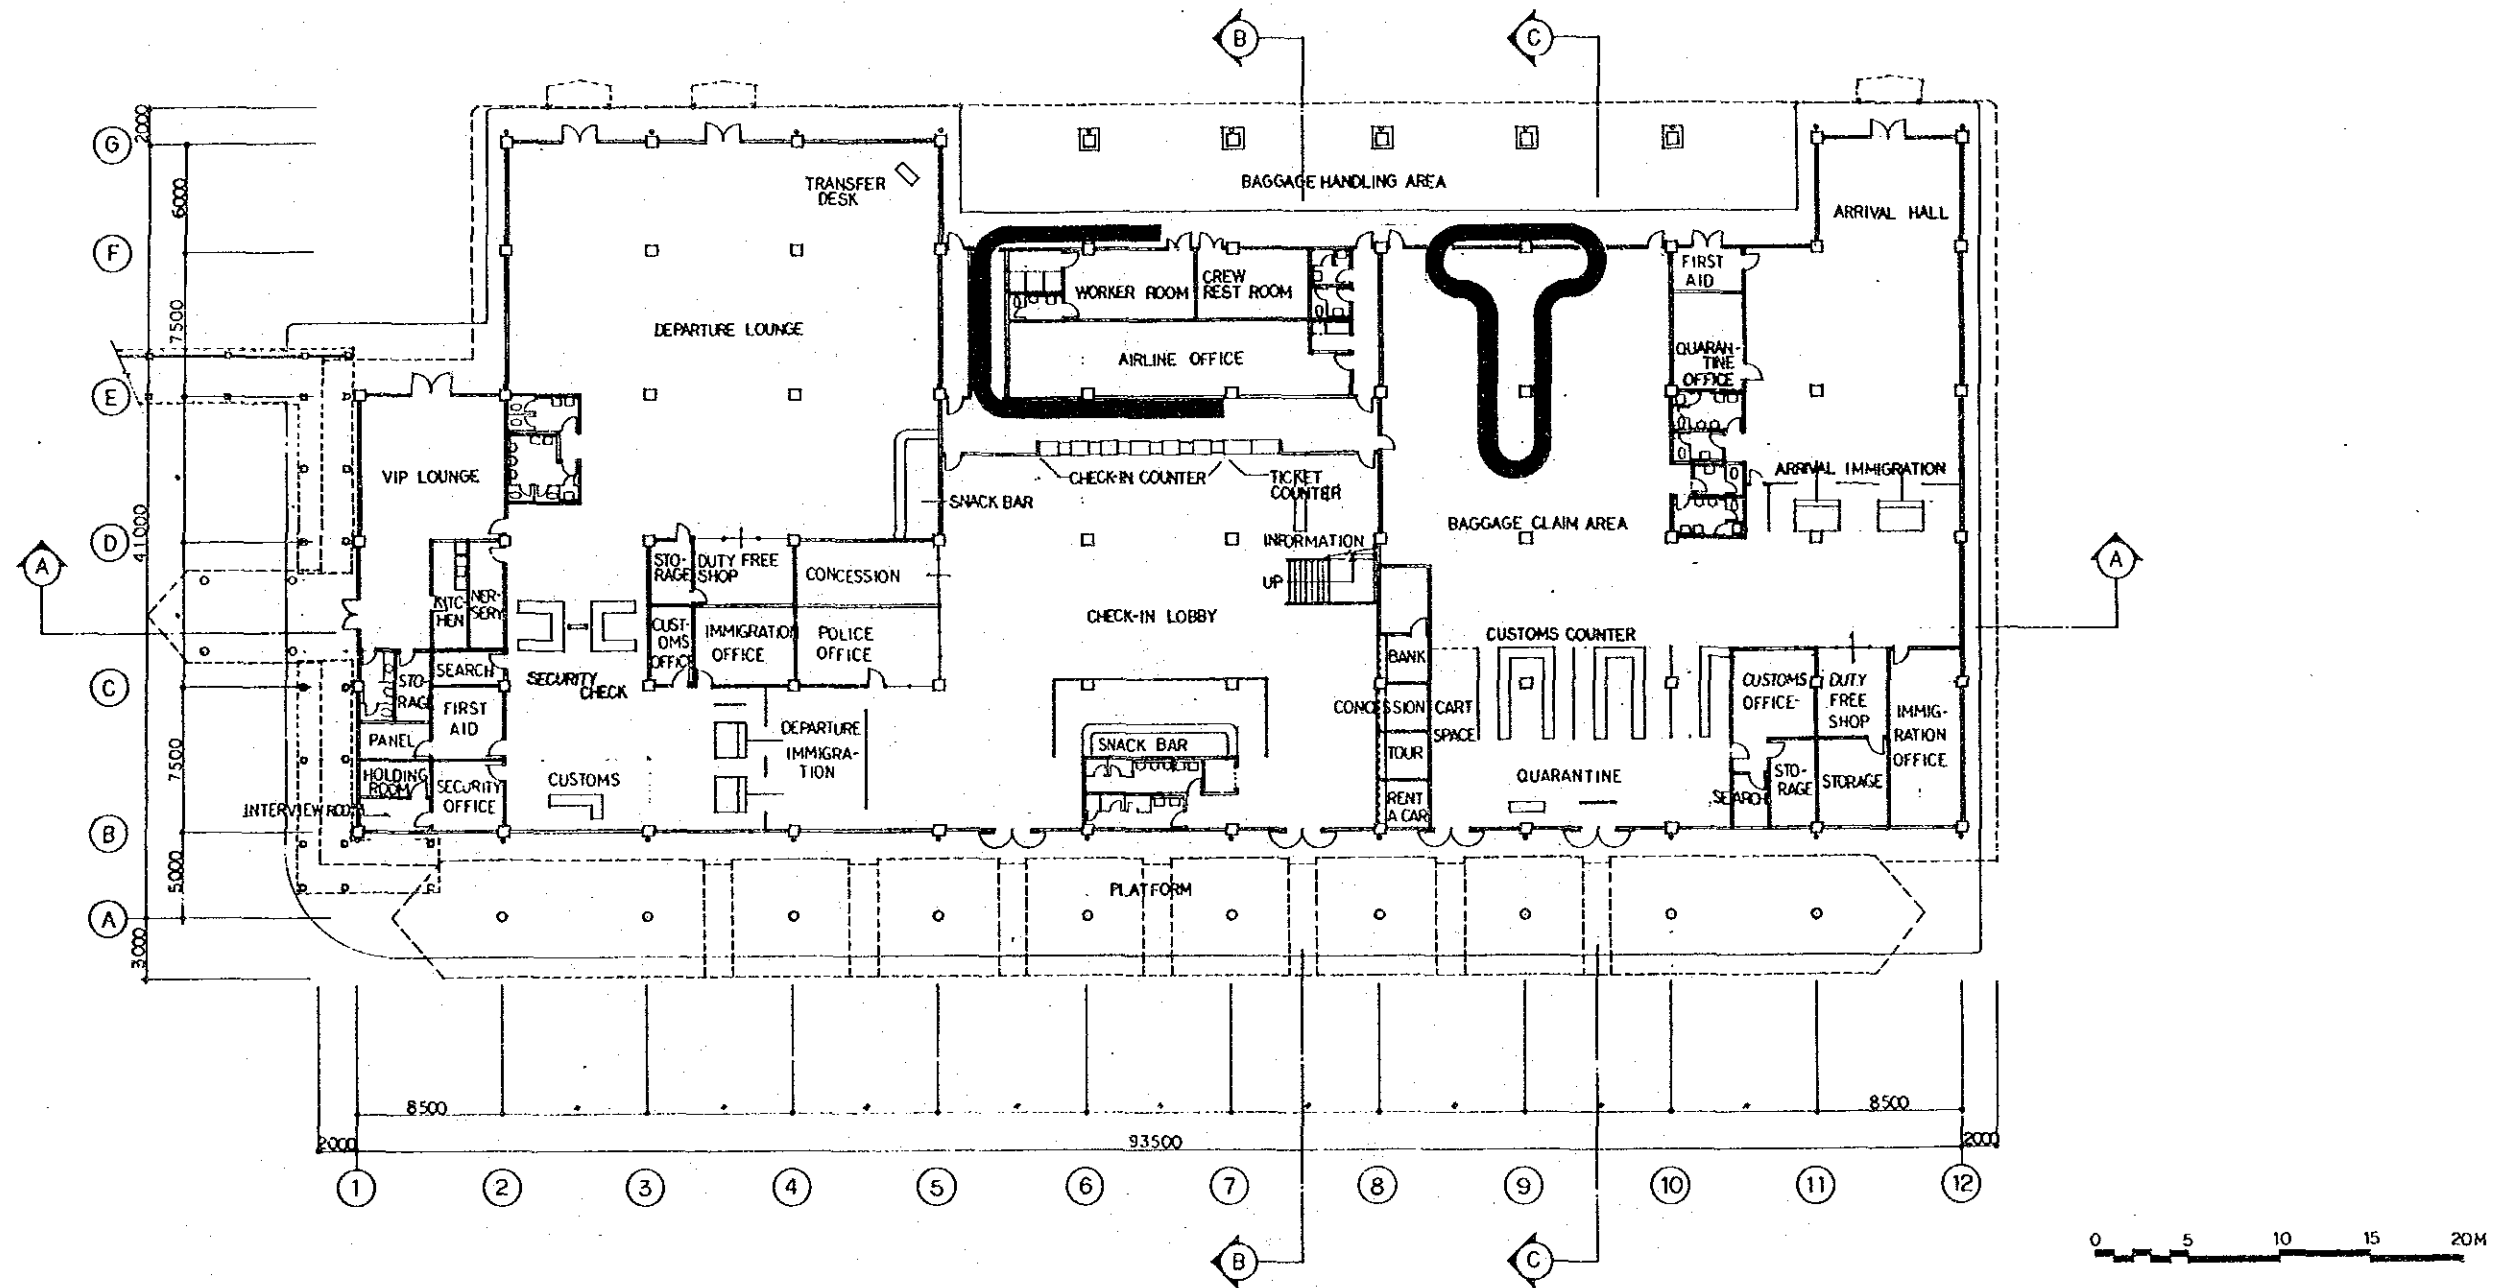 B
C
G
2000
6000
TRANSFER
DESK
BAGGAGE HANDLING AREA
ARRIVAL HALL
F
7500
DEPARTURE LOUNGE
WORKER ROOM
CREW
REST ROOM
FIRST
AID
AIRLINE OFFICE
QUARAN-
TINE
OFFICE
E
VIP LOUNGE
CHECK-IN COUNTER
TICKET
COUNTER
ARRIVAL IMMIGRATION
SNACK BAR
41000
BAGGAGE CLAIM AREA
D
INFORMATION
A
STO-
RAGE
DUTY FREE
SHOP
CONCESSION
UP
A
KITC-
HEN
NER-
SERY
CHECK-IN LOBBY
CUST-
OMS
OFFICE
IMMIGRATION
OFFICE
POLICE
OFFICE
CUSTOMS COUNTER
BANK
SEARCH
SECURITY
CHECK
C
STO-
RAG
FIRST
AID
CUSTOMS
OFFICE
DUTY
FREE
SHOP
CONCESSION
CART
SPACE
IMMIG-
RATION
OFFICE
DEPARTURE
IMMIGRA-
TION
PANEL
SNACK BAR
TOUR
7500
HOLDING
ROOM
SECURITY
OFFICE
CUSTOMS
QUARANTINE
STO-
RAGE
STORAGE
RENT
A CAR
SEARCH
INTERVIEW ROOM
B
5000
PLATFORM
A
3000
8500
8500
2000
93500
2000
1
2
3
4
5
6
7
8
9
10
11
12
B
C
0
5
10
15
20M